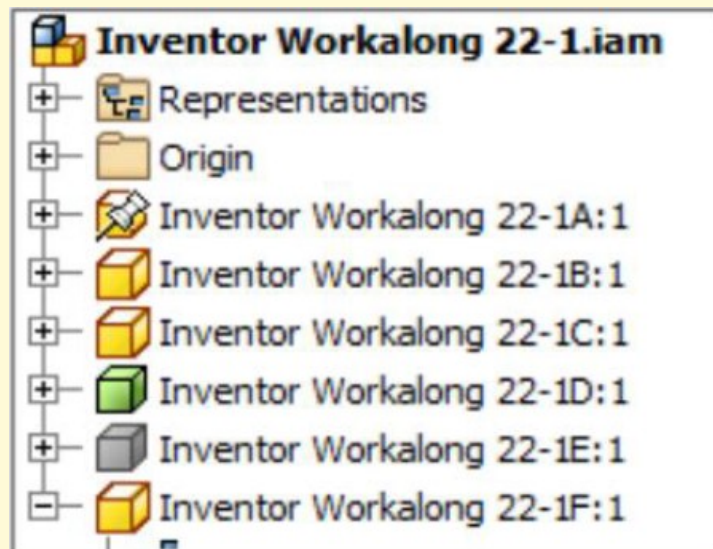 Inventor Workalong 22-1.iam
Representations
Origin
Inventor Workalong 22-1A:1
Inventor Workalong 22-1B:1
Inventor Workalong 22-1C:1
Inventor Workalong 22-1D:1
Inventor Workalong 22-1E:1
Inventor Workalong 22-1F:1